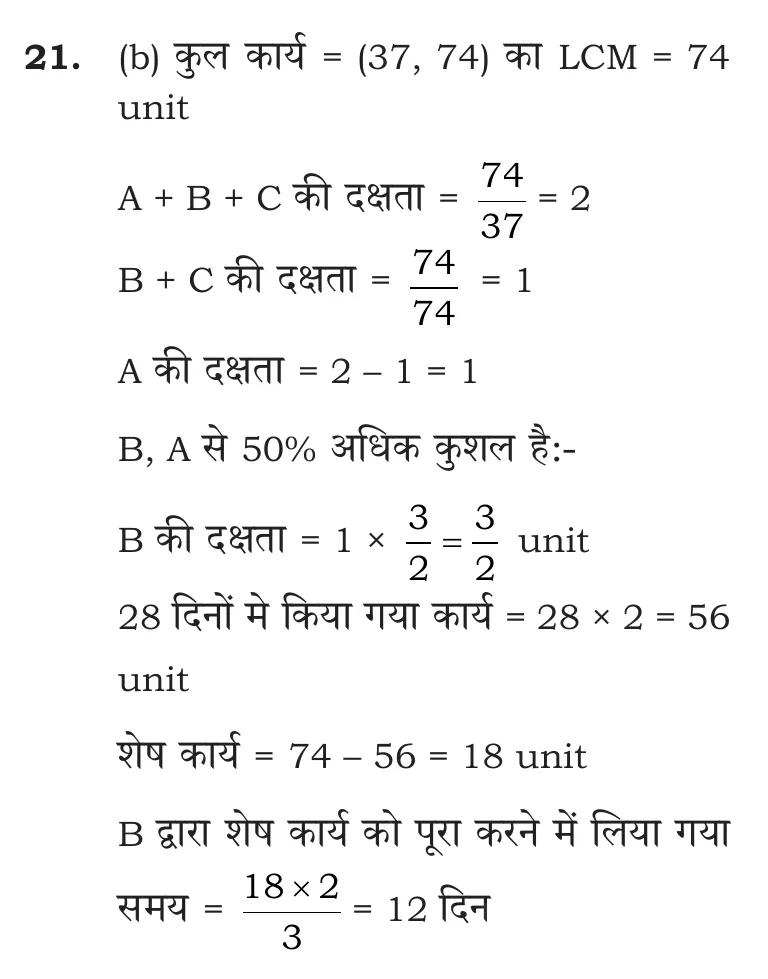 21. (b) कुल कार्य = (37, 74) का LCM = 74
unit
A + B + C की दक्षता = 74/37 = 2
B + C की दक्षता = 74/74 = 1
A की दक्षता = 2 – 1 = 1
B, A से 50% अधिक कुशल है:-
B की दक्षता = 1 × 3/2 = 3/2 unit
28 दिनों मे किया गया कार्य = 28 × 2 = 56
unit
शेष कार्य = 74 – 56 = 18 unit
B द्वारा शेष कार्य को पूरा करने में लिया गया
समय = 18 × 2/3 = 12 दिन